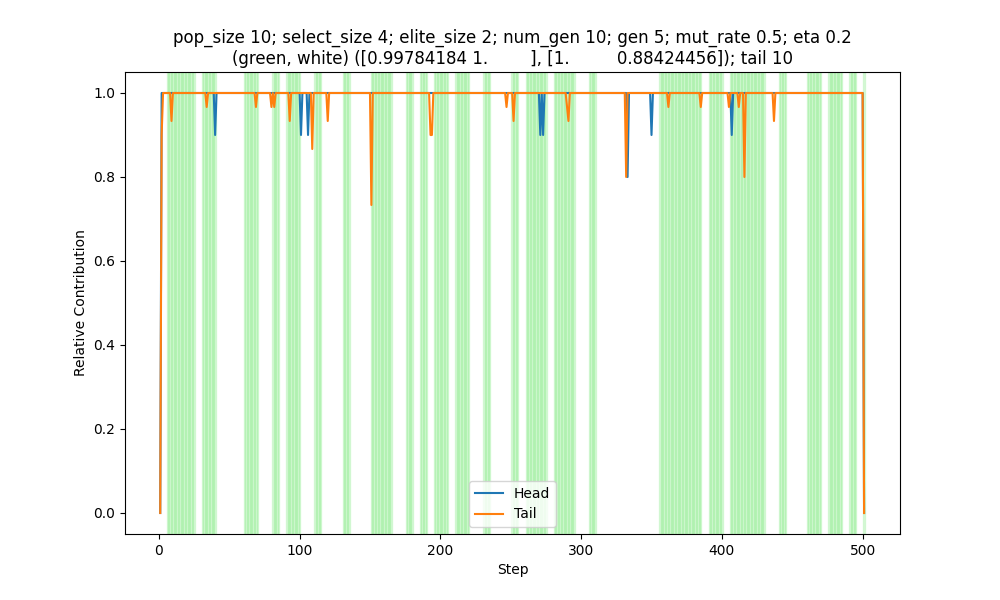 pop_size 10; select_size 4; elite_size 2; num_gen 10; gen 5; mut_rate 0.5; eta 0.2
(green, white) ([0.99784184 1.        ], [1.         0.88424456]); tail 10
1.0
0.8
0.6
0.4
0.2
0.0
Relative Contribution
Head
Tail
0 100 200 300 400 500
Step